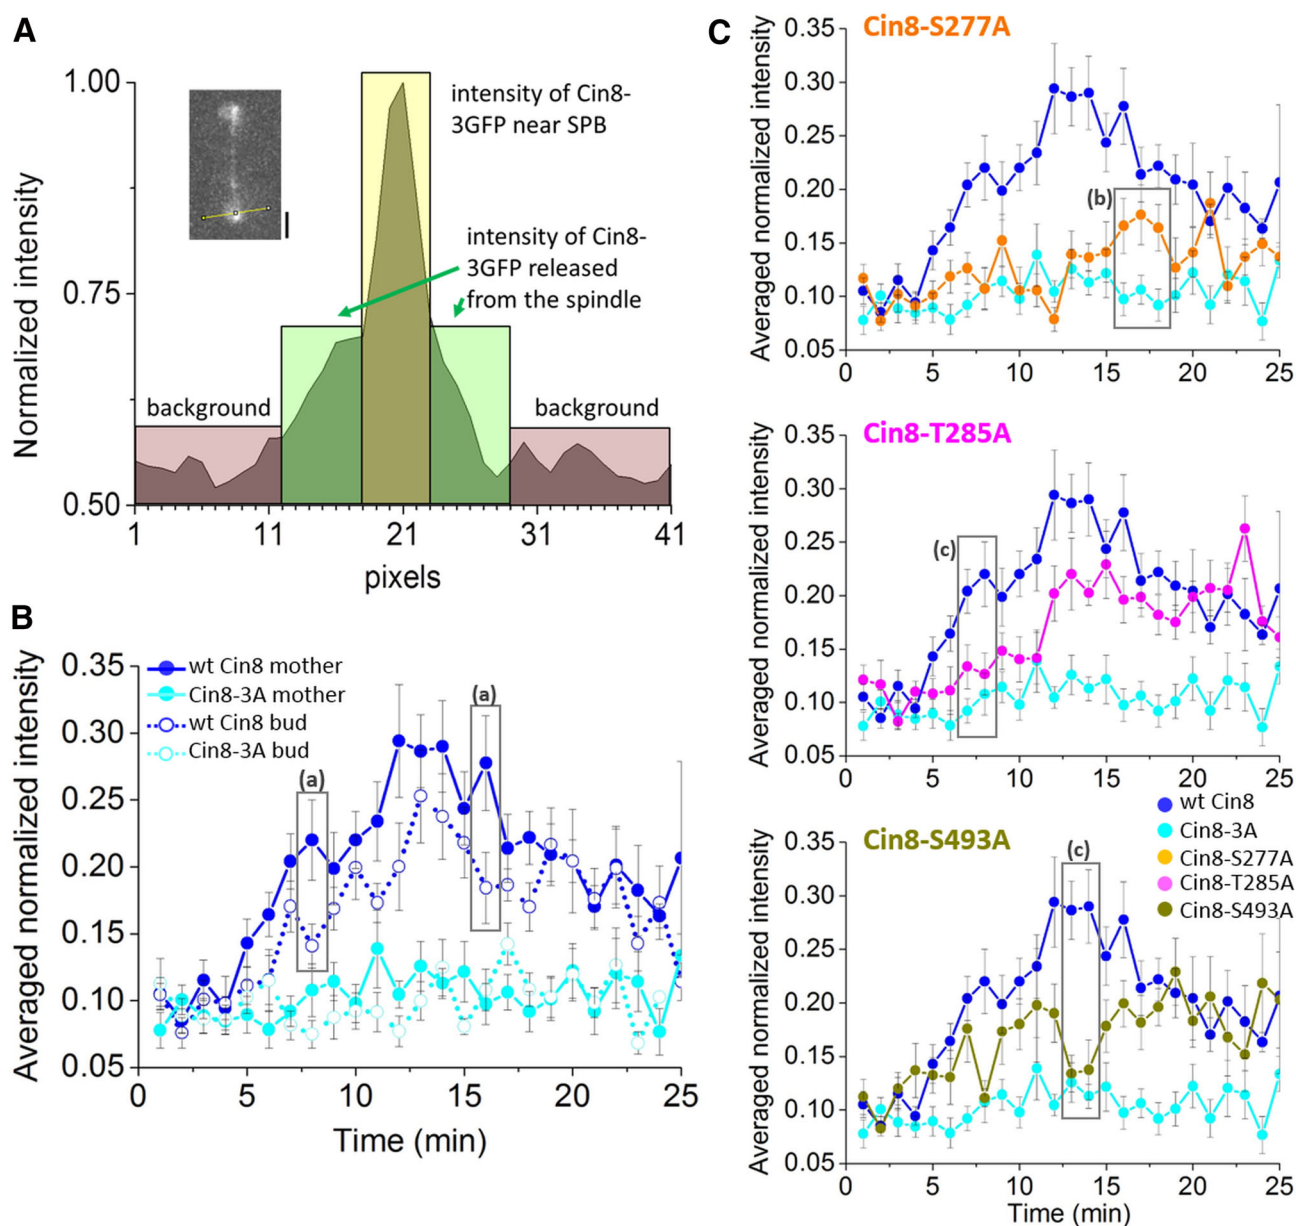 A
Normalized intensity
1.00
0.75
0.50
intensity of Cin8-
3GFP near SPB
intensity of Cin8-
3GFP released
from the spindle
background
background
1
11
21
31
41
pixels
B
Averaged normalized intensity
0.35
0.30
0.25
0.20
0.15
0.10
0.05
wt Cin8 mother
Cin8-3A mother
wt Cin8 bud
Cin8-3A bud
(a)
(a)
0
5
10
15
20
25
Time (min)
C
Cin8-S277A
Averaged normalized intensity
0.35
0.30
0.25
0.20
0.15
0.10
0.05
(b)
0
5
10
15
20
25
Cin8-T285A
Averaged normalized intensity
0.35
0.30
0.25
0.20
0.15
0.10
0.05
(c)
0
5
10
15
20
25
Cin8-S493A
Averaged normalized intensity
0.35
0.30
0.25
0.20
0.15
0.10
0.05
(c)
wt Cin8
Cin8-3A
Cin8-S277A
Cin8-T285A
Cin8-S493A
0
5
10
15
20
25
Time (min)